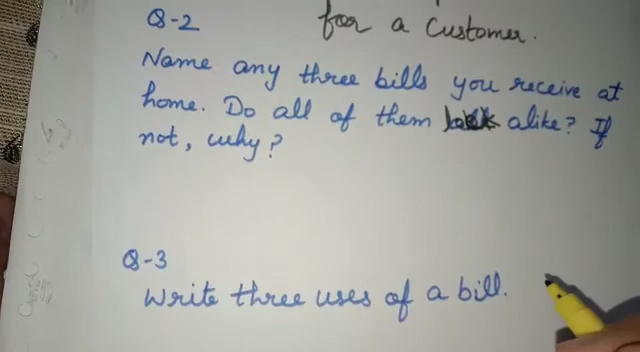 Q-2
for a customer.
Name any three bills you receive at
home. Do all of them look alike? If
not, why?
Q-3
Write three uses of a bill.